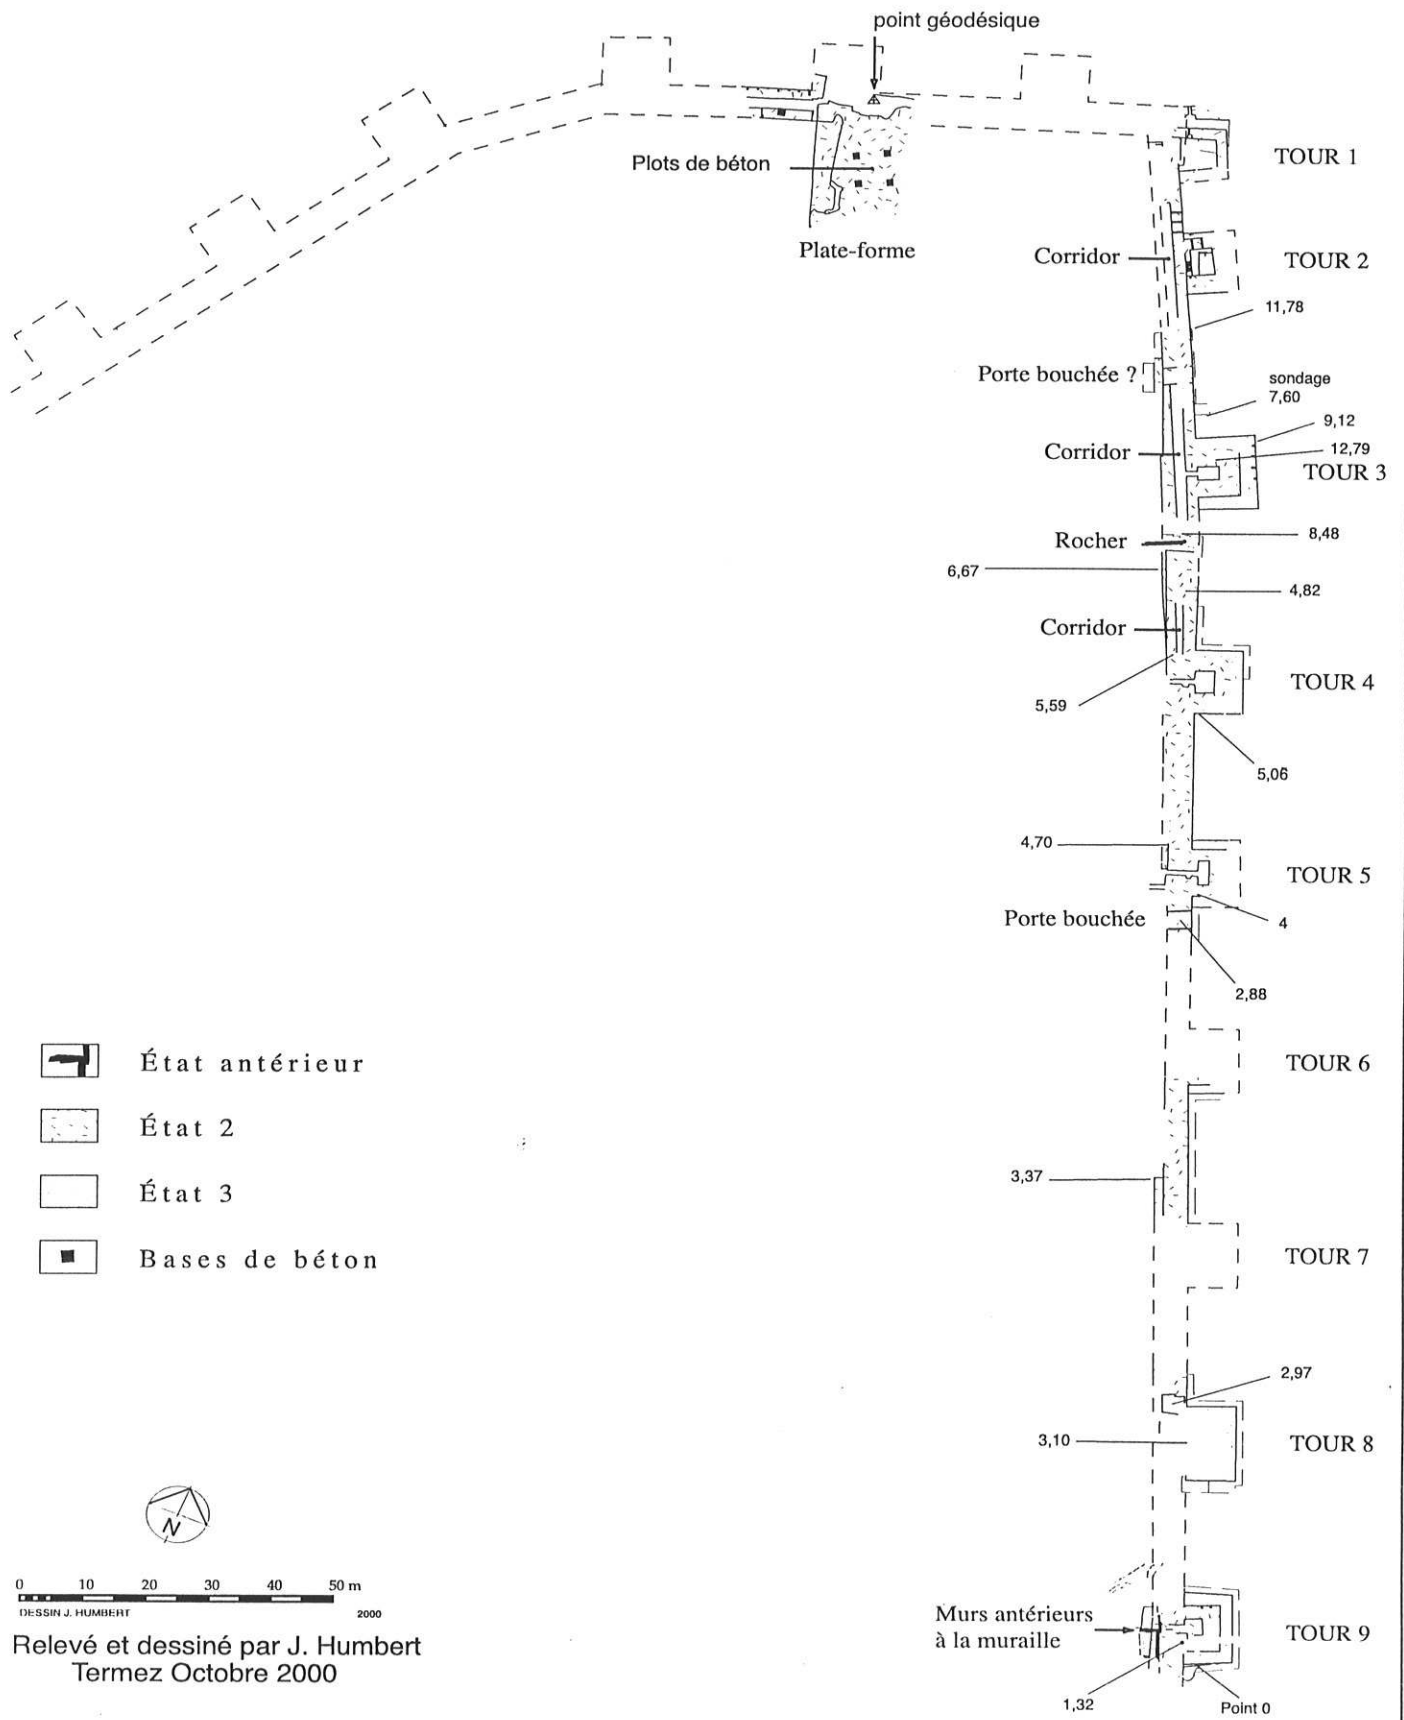 point géodésique
TOUR 1
Plots de béton
Plate-forme
Corridor
TOUR 2
11,78
Porte bouchée ?
sondage
7,60
9,12
Corridor
12,79
TOUR 3
8,48
Rocher
6,67
4,82
Corridor
TOUR 4
5,59
5,06
4,70
TOUR 5
Porte bouchée
4
2,88
État antérieur
TOUR 6
État 2
3,37
État 3
Bases de béton
TOUR 7
2,97
3,10
TOUR 8
N
0 10 20 30 40 50 m
DESSIN J. HUMBERT 2000
Murs antérieurs
à la muraille
TOUR 9
Relevé et dessiné par J. Humbert
Termez Octobre 2000
1,32
Point 0